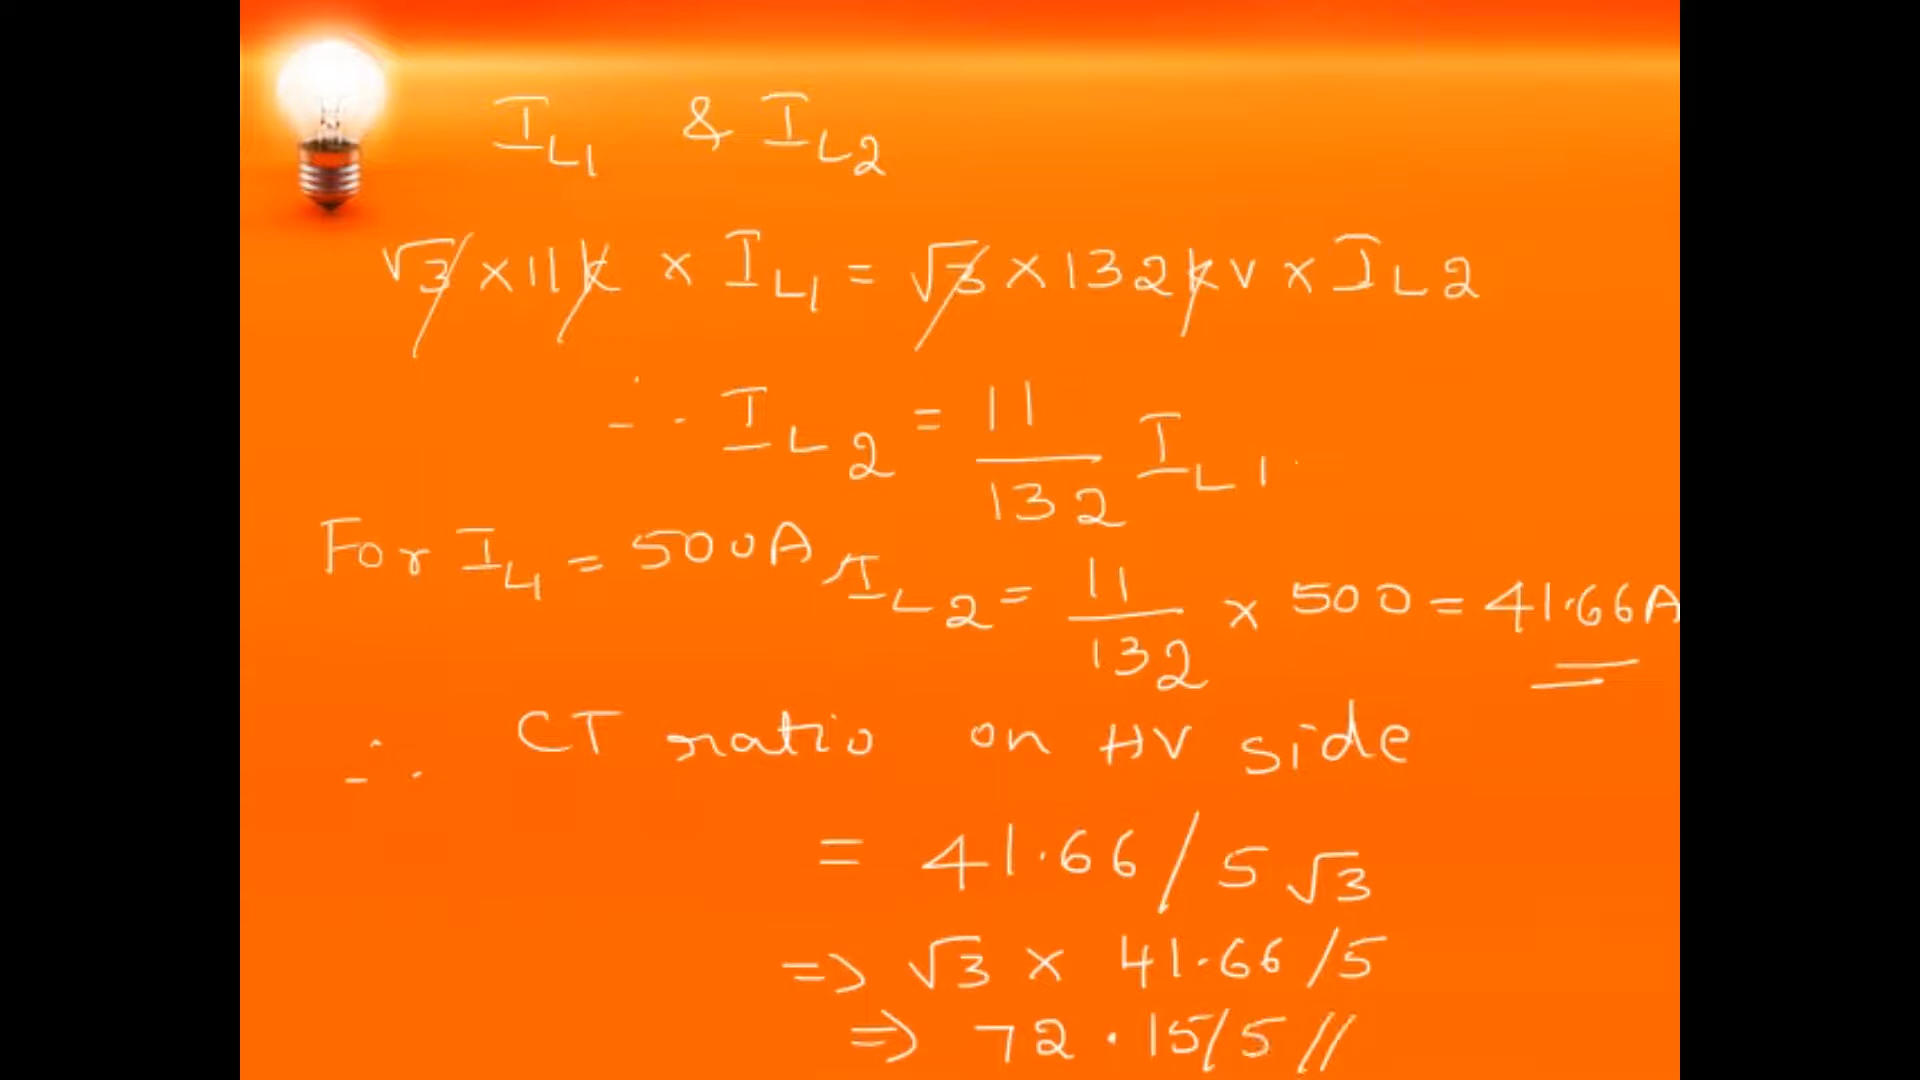 I_L1 & I_L2
√3 × 11k × I_L1 = √3 × 132kV × I_L2
∴ I_L2 = 11/132 I_L1.
For I_L1 = 500A, I_L2 = 11/132 × 500 = 41.66A
∴ CT ratio on HV side
= 41.66/5√3
=> √3 × 41.66/5
=> 72.15/5//